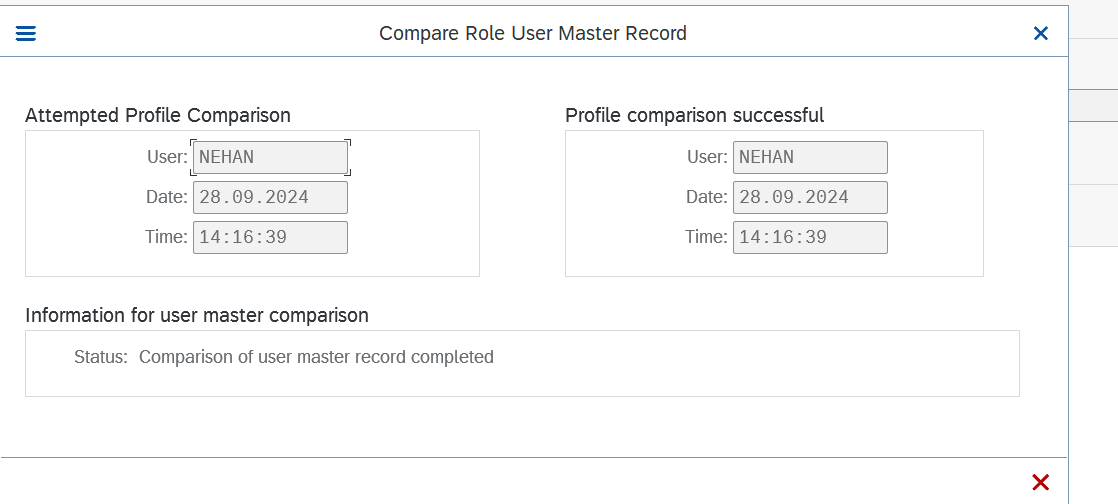 Compare Role User Master Record
Attempted Profile Comparison
User: NEHAN
Date: 28.09.2024
Time: 14:16:39
Profile comparison successful
User: NEHAN
Date: 28.09.2024
Time: 14:16:39
Information for user master comparison
Status: Comparison of user master record completed